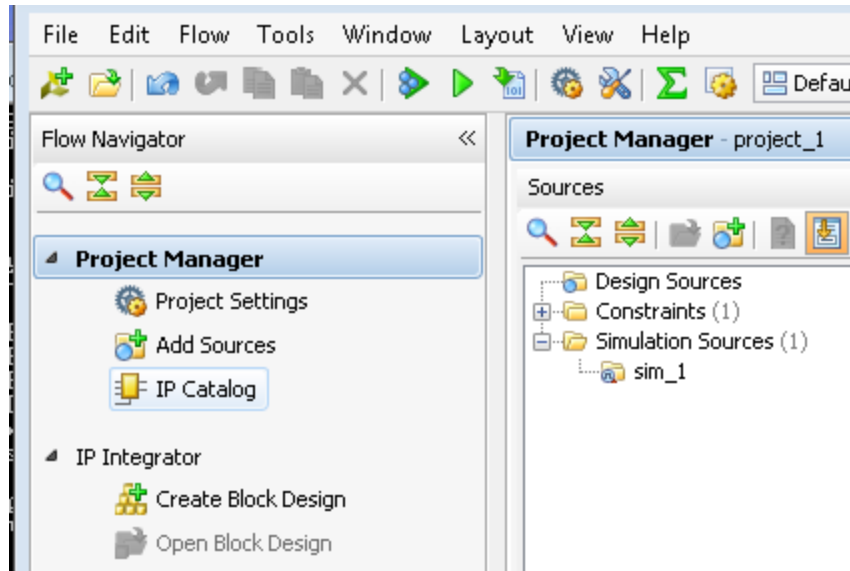 File Edit Flow Tools Window Layout View Help
Defau
Flow Navigator
Project Manager
Project Settings
Add Sources
IP Catalog
IP Integrator
Create Block Design
Open Block Design
Project Manager - project_1
Sources
Design Sources
Constraints (1)
Simulation Sources (1)
sim_1